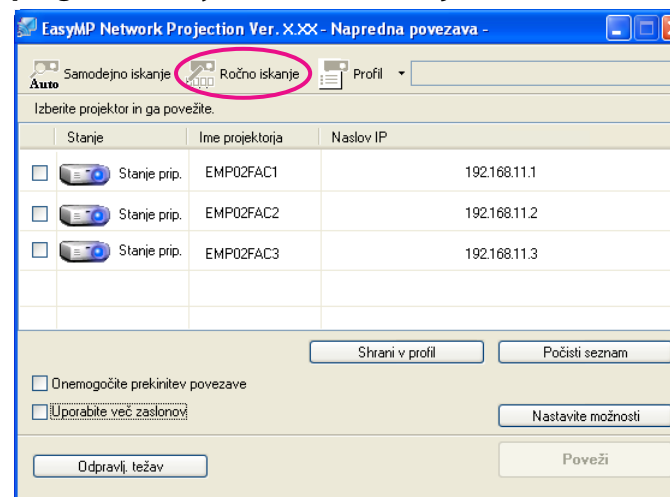 EasyMP Network Projection Ver. X.XX - Napredna povezava -
Auto Samodejno iskanje Ročno iskanje Profil
Izberite projektor in ga povežite.
Stanje Ime projektorja Naslov IP
Stanje prip. EMP02FAC1 192.168.11.1
Stanje prip. EMP02FAC2 192.168.11.2
Stanje prip. EMP02FAC3 192.168.11.3
Shrani v profil Počisti seznam
Onemogočite prekinitev povezave
Uporabite več zaslonov Nastavite možnosti
Odpravlj. težav Poveži